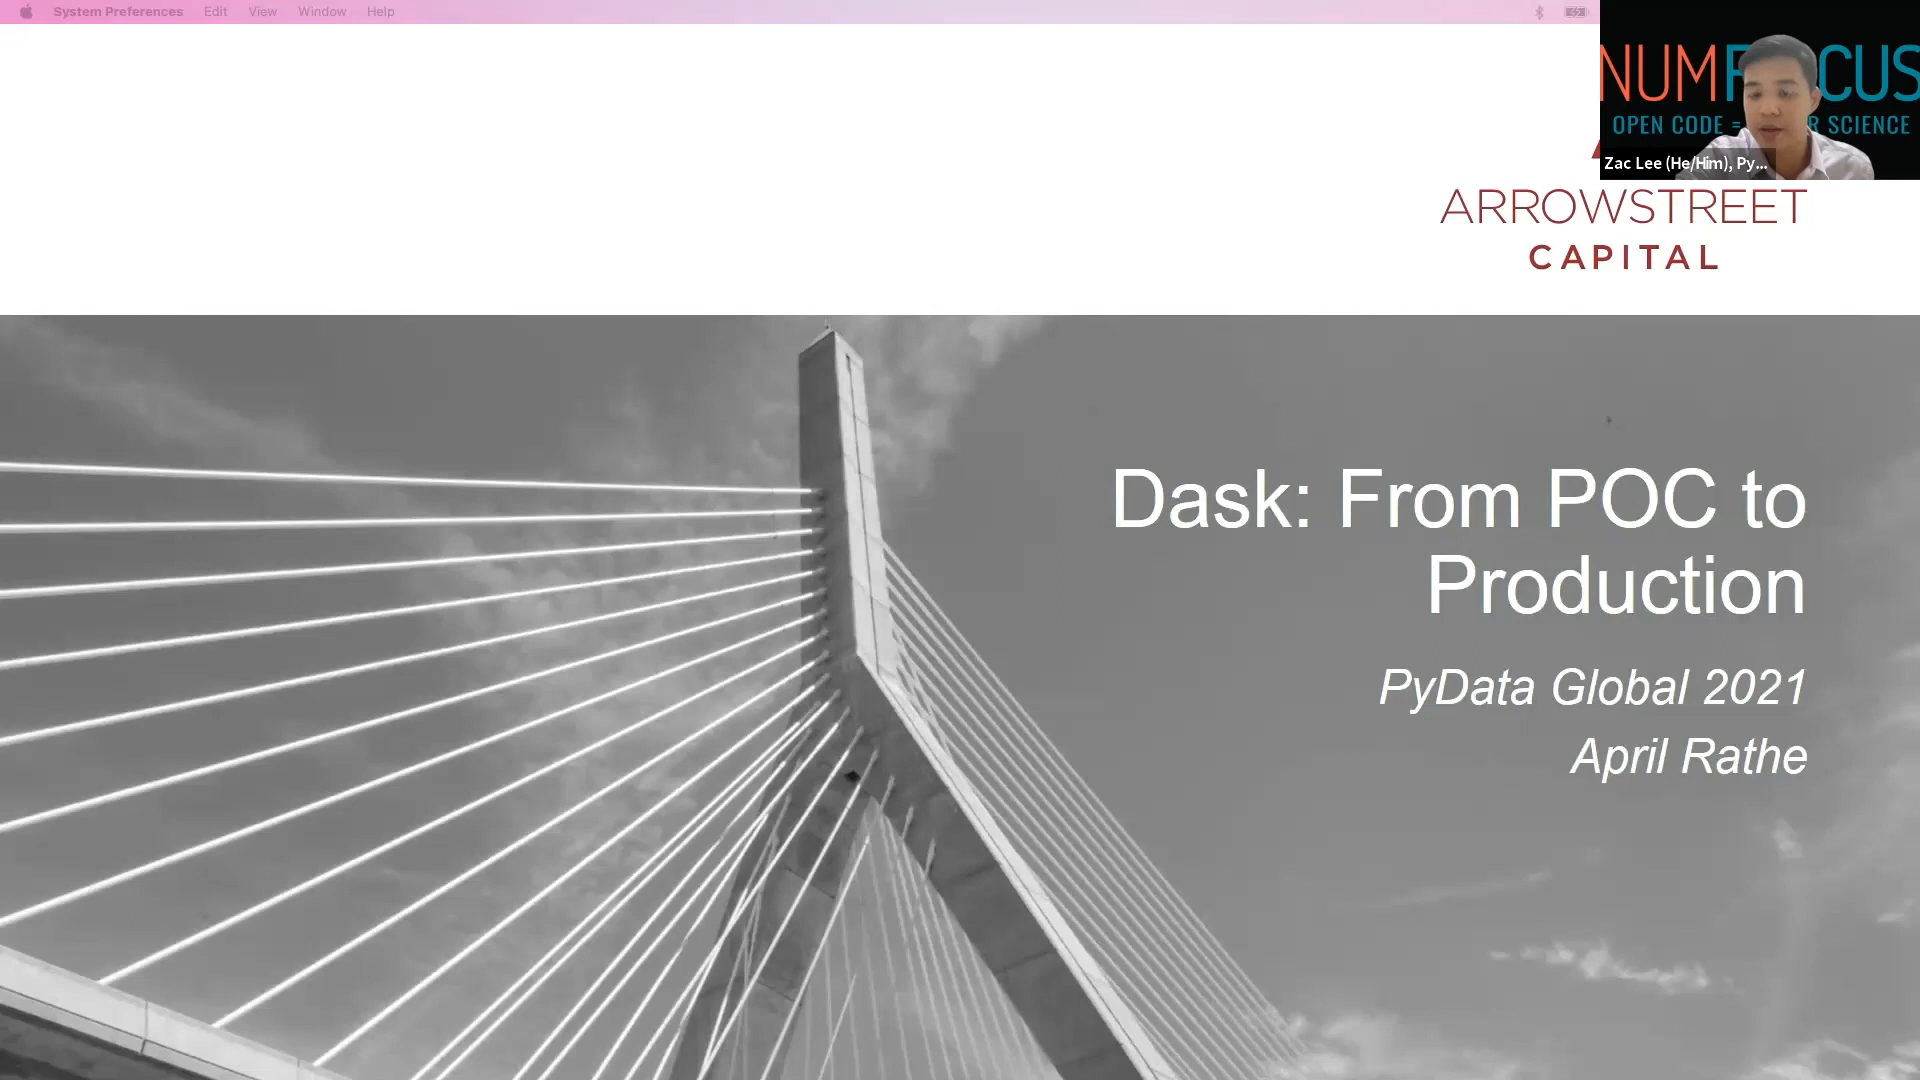 System Preferences Edit View Window Help
NUMF CUS
OPEN CODE = R SCIENCE
Zac Lee (He/Him), Py...
ARROWSTREET
CAPITAL
Dask: From POC to
Production
PyData Global 2021
April Rathe